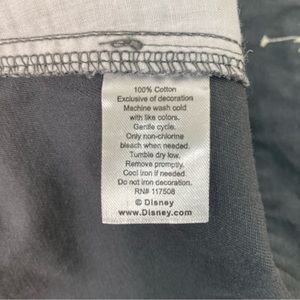 100% Cotton
Exclusive of decoration
Machine wash cold
with like colors.
Gentle cycle.
Only non-chlorine
bleach when needed.
Tumble dry low.
Remove promptly.
Cool iron if needed.
Do not iron decoration.
RN# 117508
© Disney
www.Disney.com